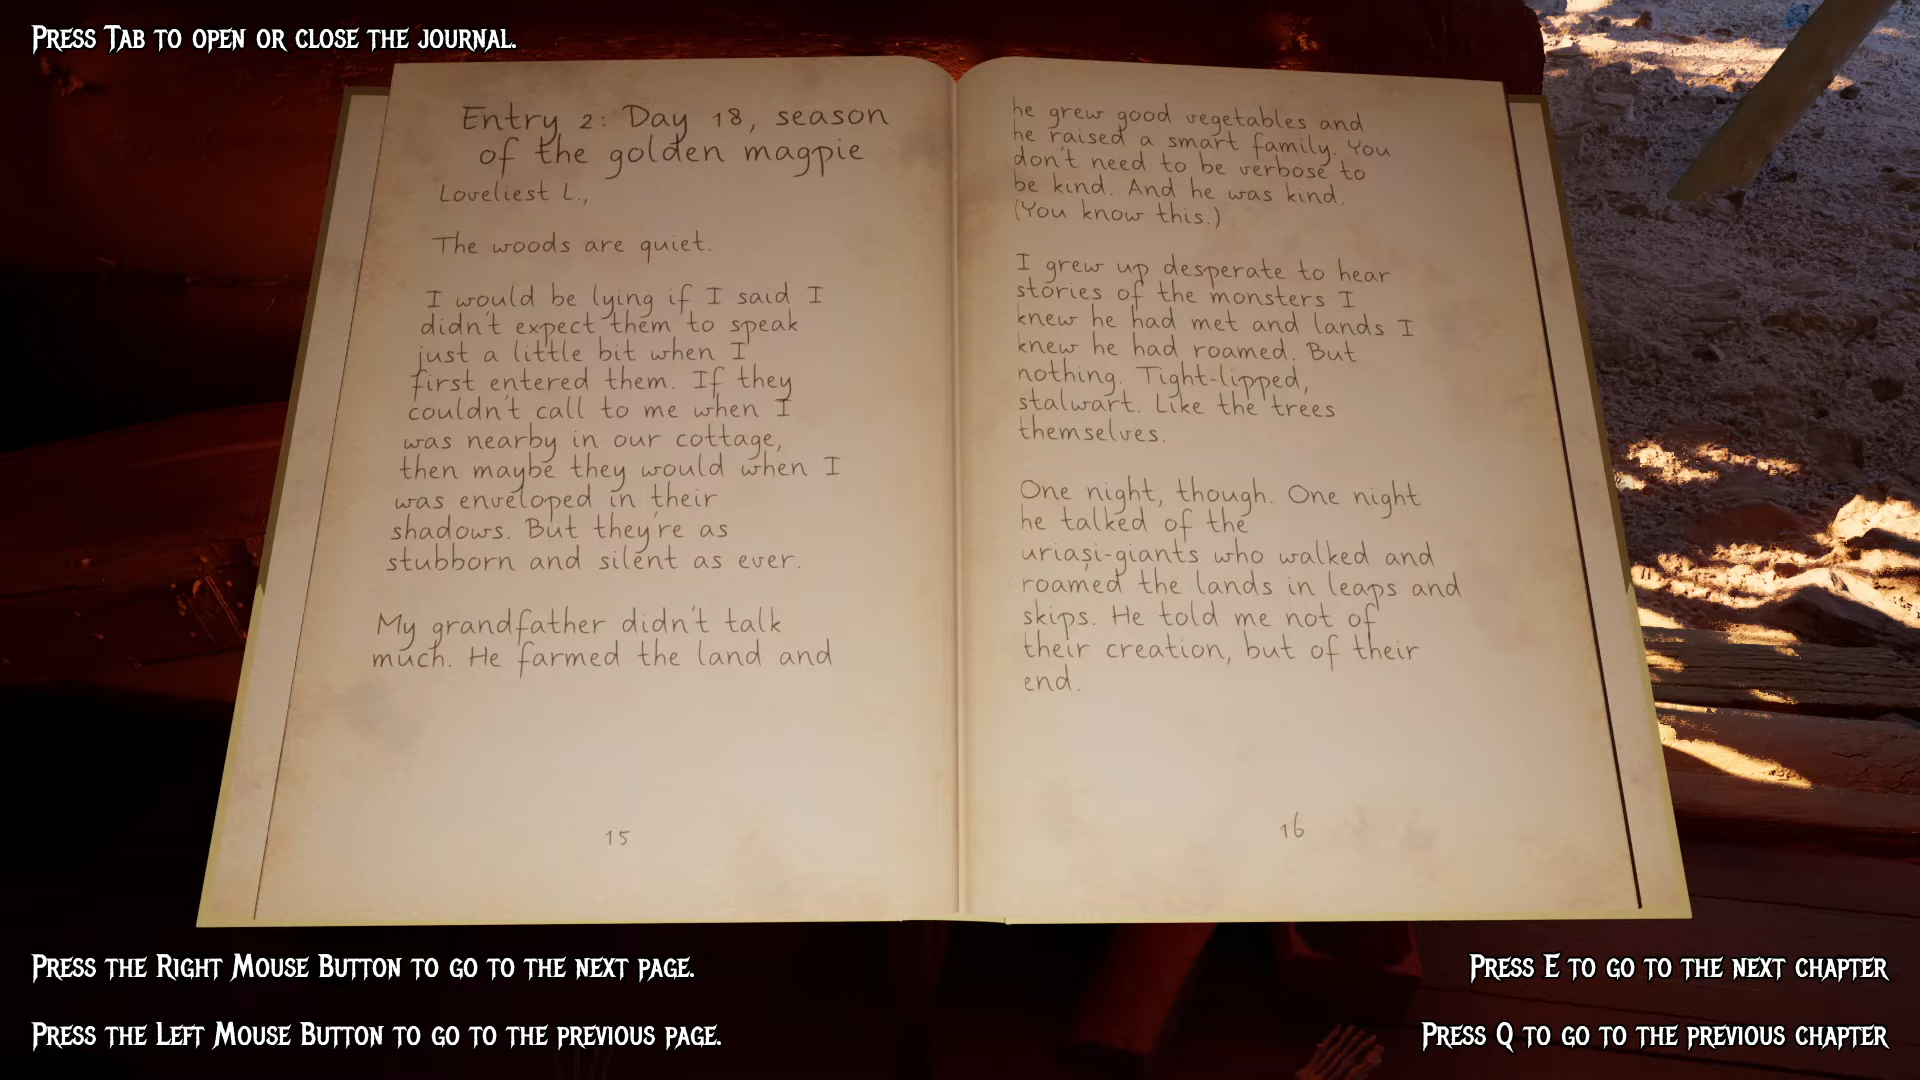 Press Tab to open or close the journal.
Entry 2: Day 18, season
of the golden magpie
Loveliest L.,
The woods are quiet.
I would be lying if I said I
didn't expect them to speak
just a little bit when I
first entered them. If they
couldn't call to me when I
was nearby in our cottage,
then maybe they would when I
was enveloped in their
shadows. But they're as
stubborn and silent as ever.
My grandfather didn't talk
much. He farmed the land and
15
he grew good vegetables and
he raised a smart family. You
don't need to be verbose to
be kind. And he was kind.
(You know this.)
I grew up desperate to hear
stories of the monsters I
knew he had met and lands I
knew he had roamed. But
nothing. Tight-lipped,
stalwart. Like the trees
themselves.
One night, though. One night
he talked of the
uriași-giants who walked and
roamed the lands in leaps and
skips. He told me not of
their creation, but of their
end.
16
Press the Right Mouse Button to go to the next page.
Press the Left Mouse Button to go to the previous page.
Press E to go to the next chapter
Press Q to go to the previous chapter